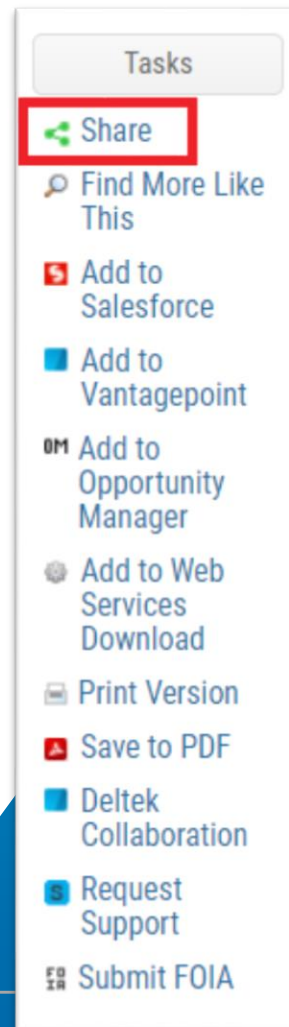 Tasks
Share
Find More Like
This
Add to
Salesforce
Add to
Vantagepoint
OM Add to
Opportunity
Manager
Add to Web
Services
Download
Print Version
Save to PDF
Deltek
Collaboration
S Request
Support
FOIA Submit FOIA